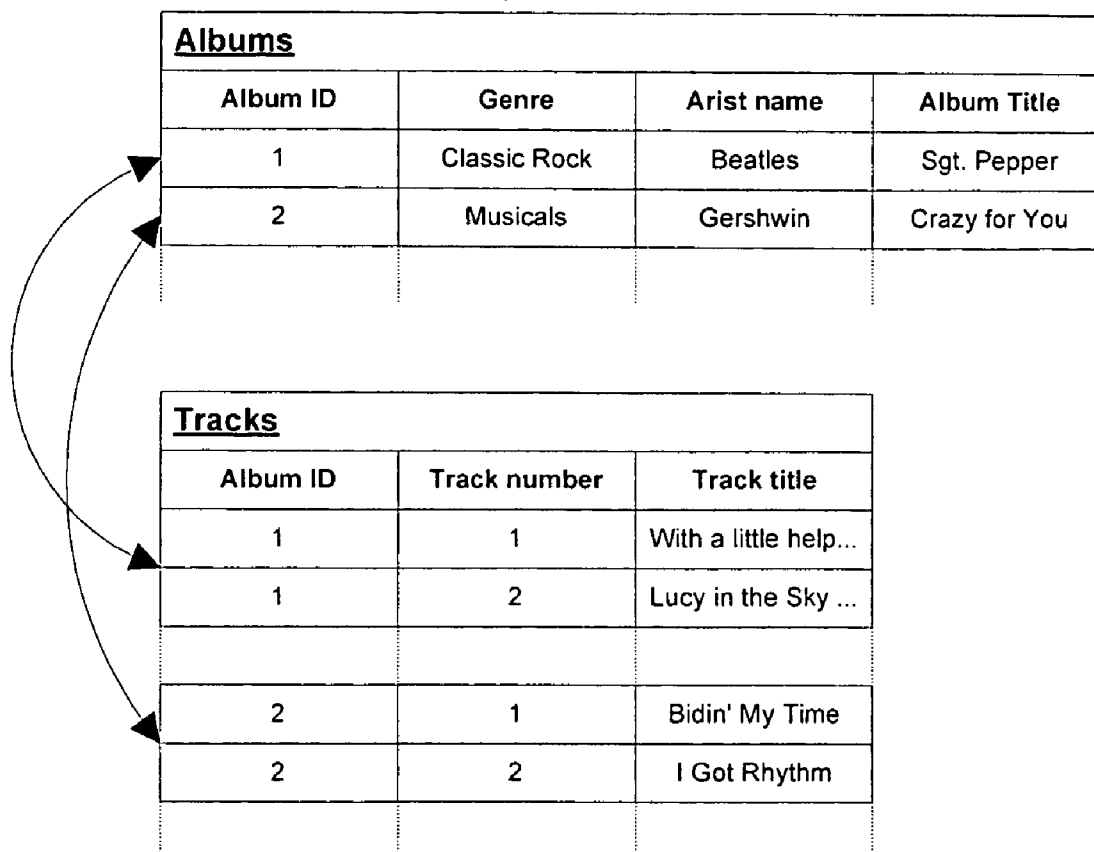 Albums
Album ID Genre Arist name Album Title
1 Classic Rock Beatles Sgt. Pepper
2 Musicals Gershwin Crazy for You
Tracks
Album ID Track number Track title
1 1 With a little help...
1 2 Lucy in the Sky ...
2 1 Bidin' My Time
2 2 I Got Rhythm